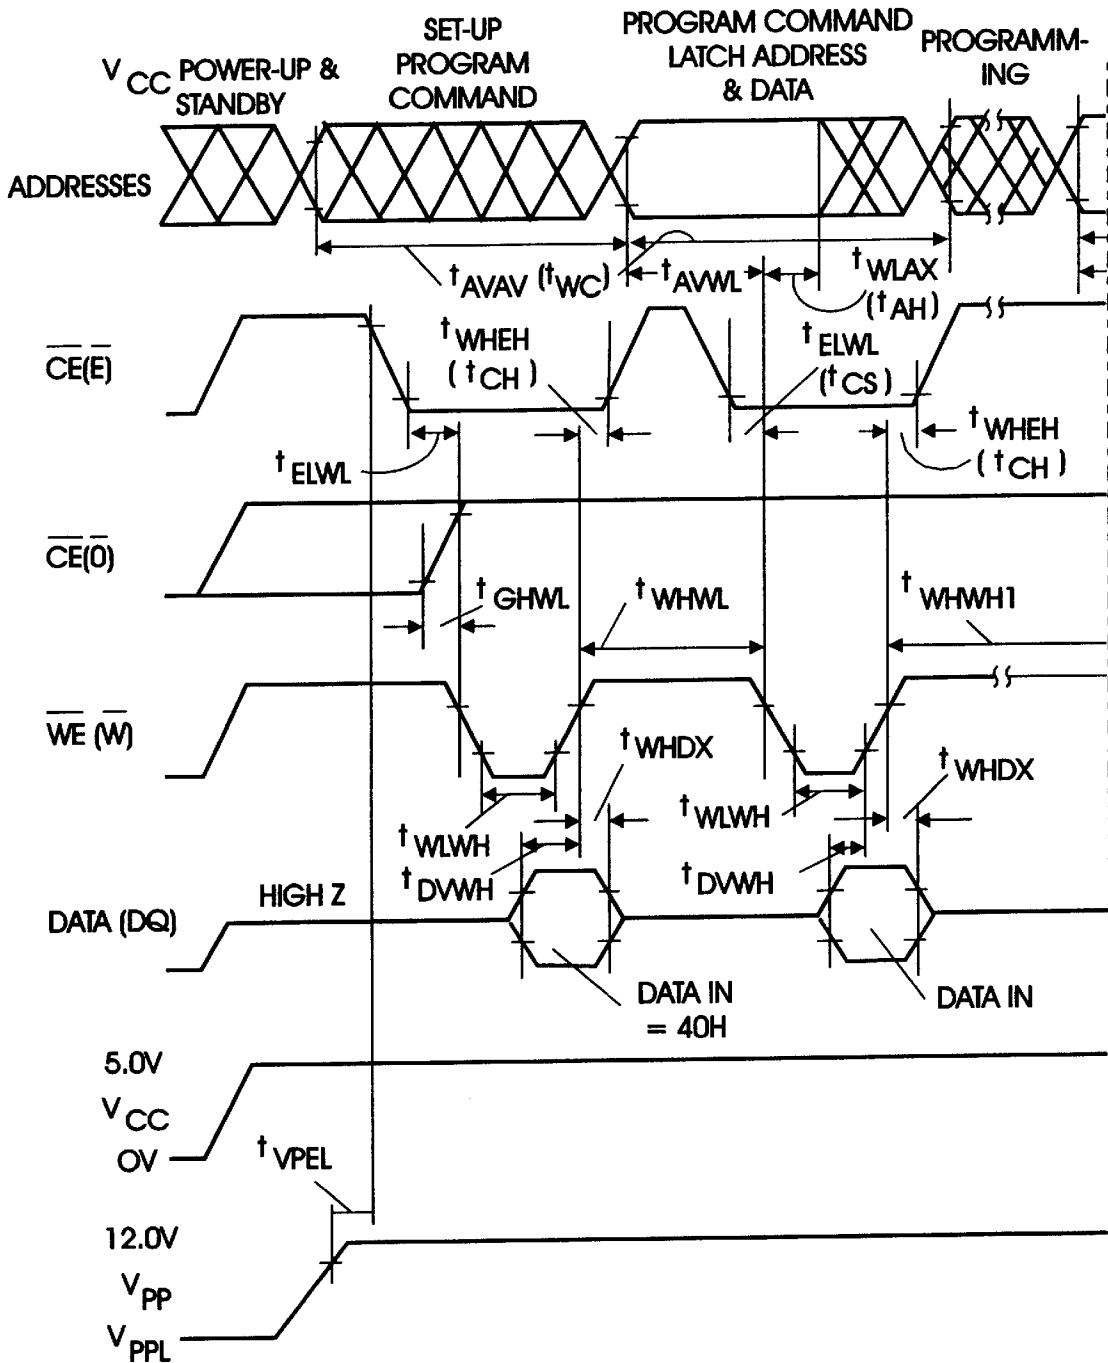 V CC POWER-UP &
STANDBY
SET-UP
PROGRAM
COMMAND
PROGRAM COMMAND
LATCH ADDRESS
& DATA
PROGRAMM-
ING
ADDRESSES
t AVAV (t WC)
t AVWL
t WLAX
(t AH)
CE(E)
t WHEH
(t CH)
t ELWL
(t CS)
t WHEH
(t CH)
t ELWL
CE(O)
t GHWL
t WHWL
t WHWH1
WE (W)
t WHDX
t WHDX
t WLWH
t WLWH
t DVWH
t DVWH
HIGH Z
DATA (DQ)
DATA IN
= 40H
DATA IN
5.0V
V CC
OV
t VPEL
12.0V
V PP
V PPL